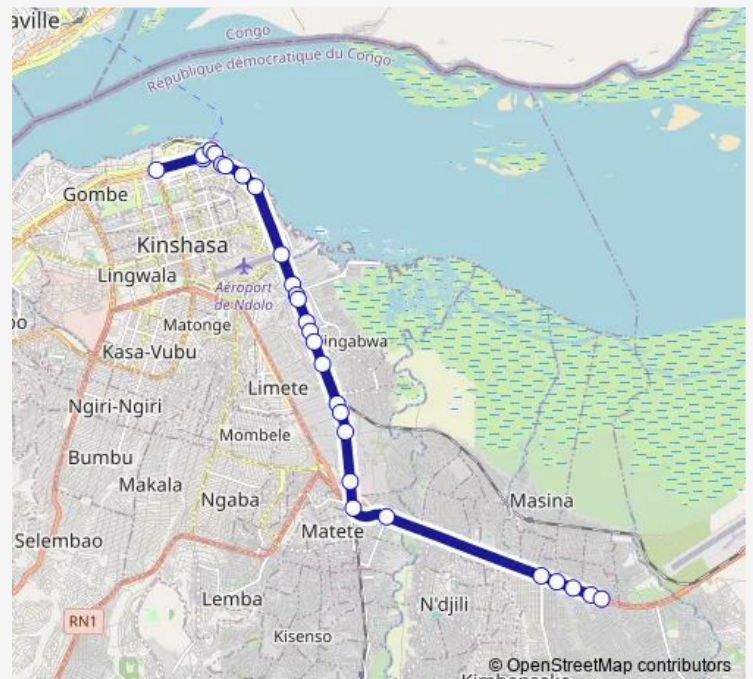 aville
Congo
République démocratique du Congo
Gombe
Kinshasa
Lingwala
Aéroport
de Ndolo
Matonge
Kasa-Vubu
ingabwa
Limete
Ngiri-Ngiri
Mombele
Bumbu
Makala
Ngaba
Masina
Matete
Selembao
Lemba
N'djili
RN1
Kisenso
© OpenStreetMap contributors